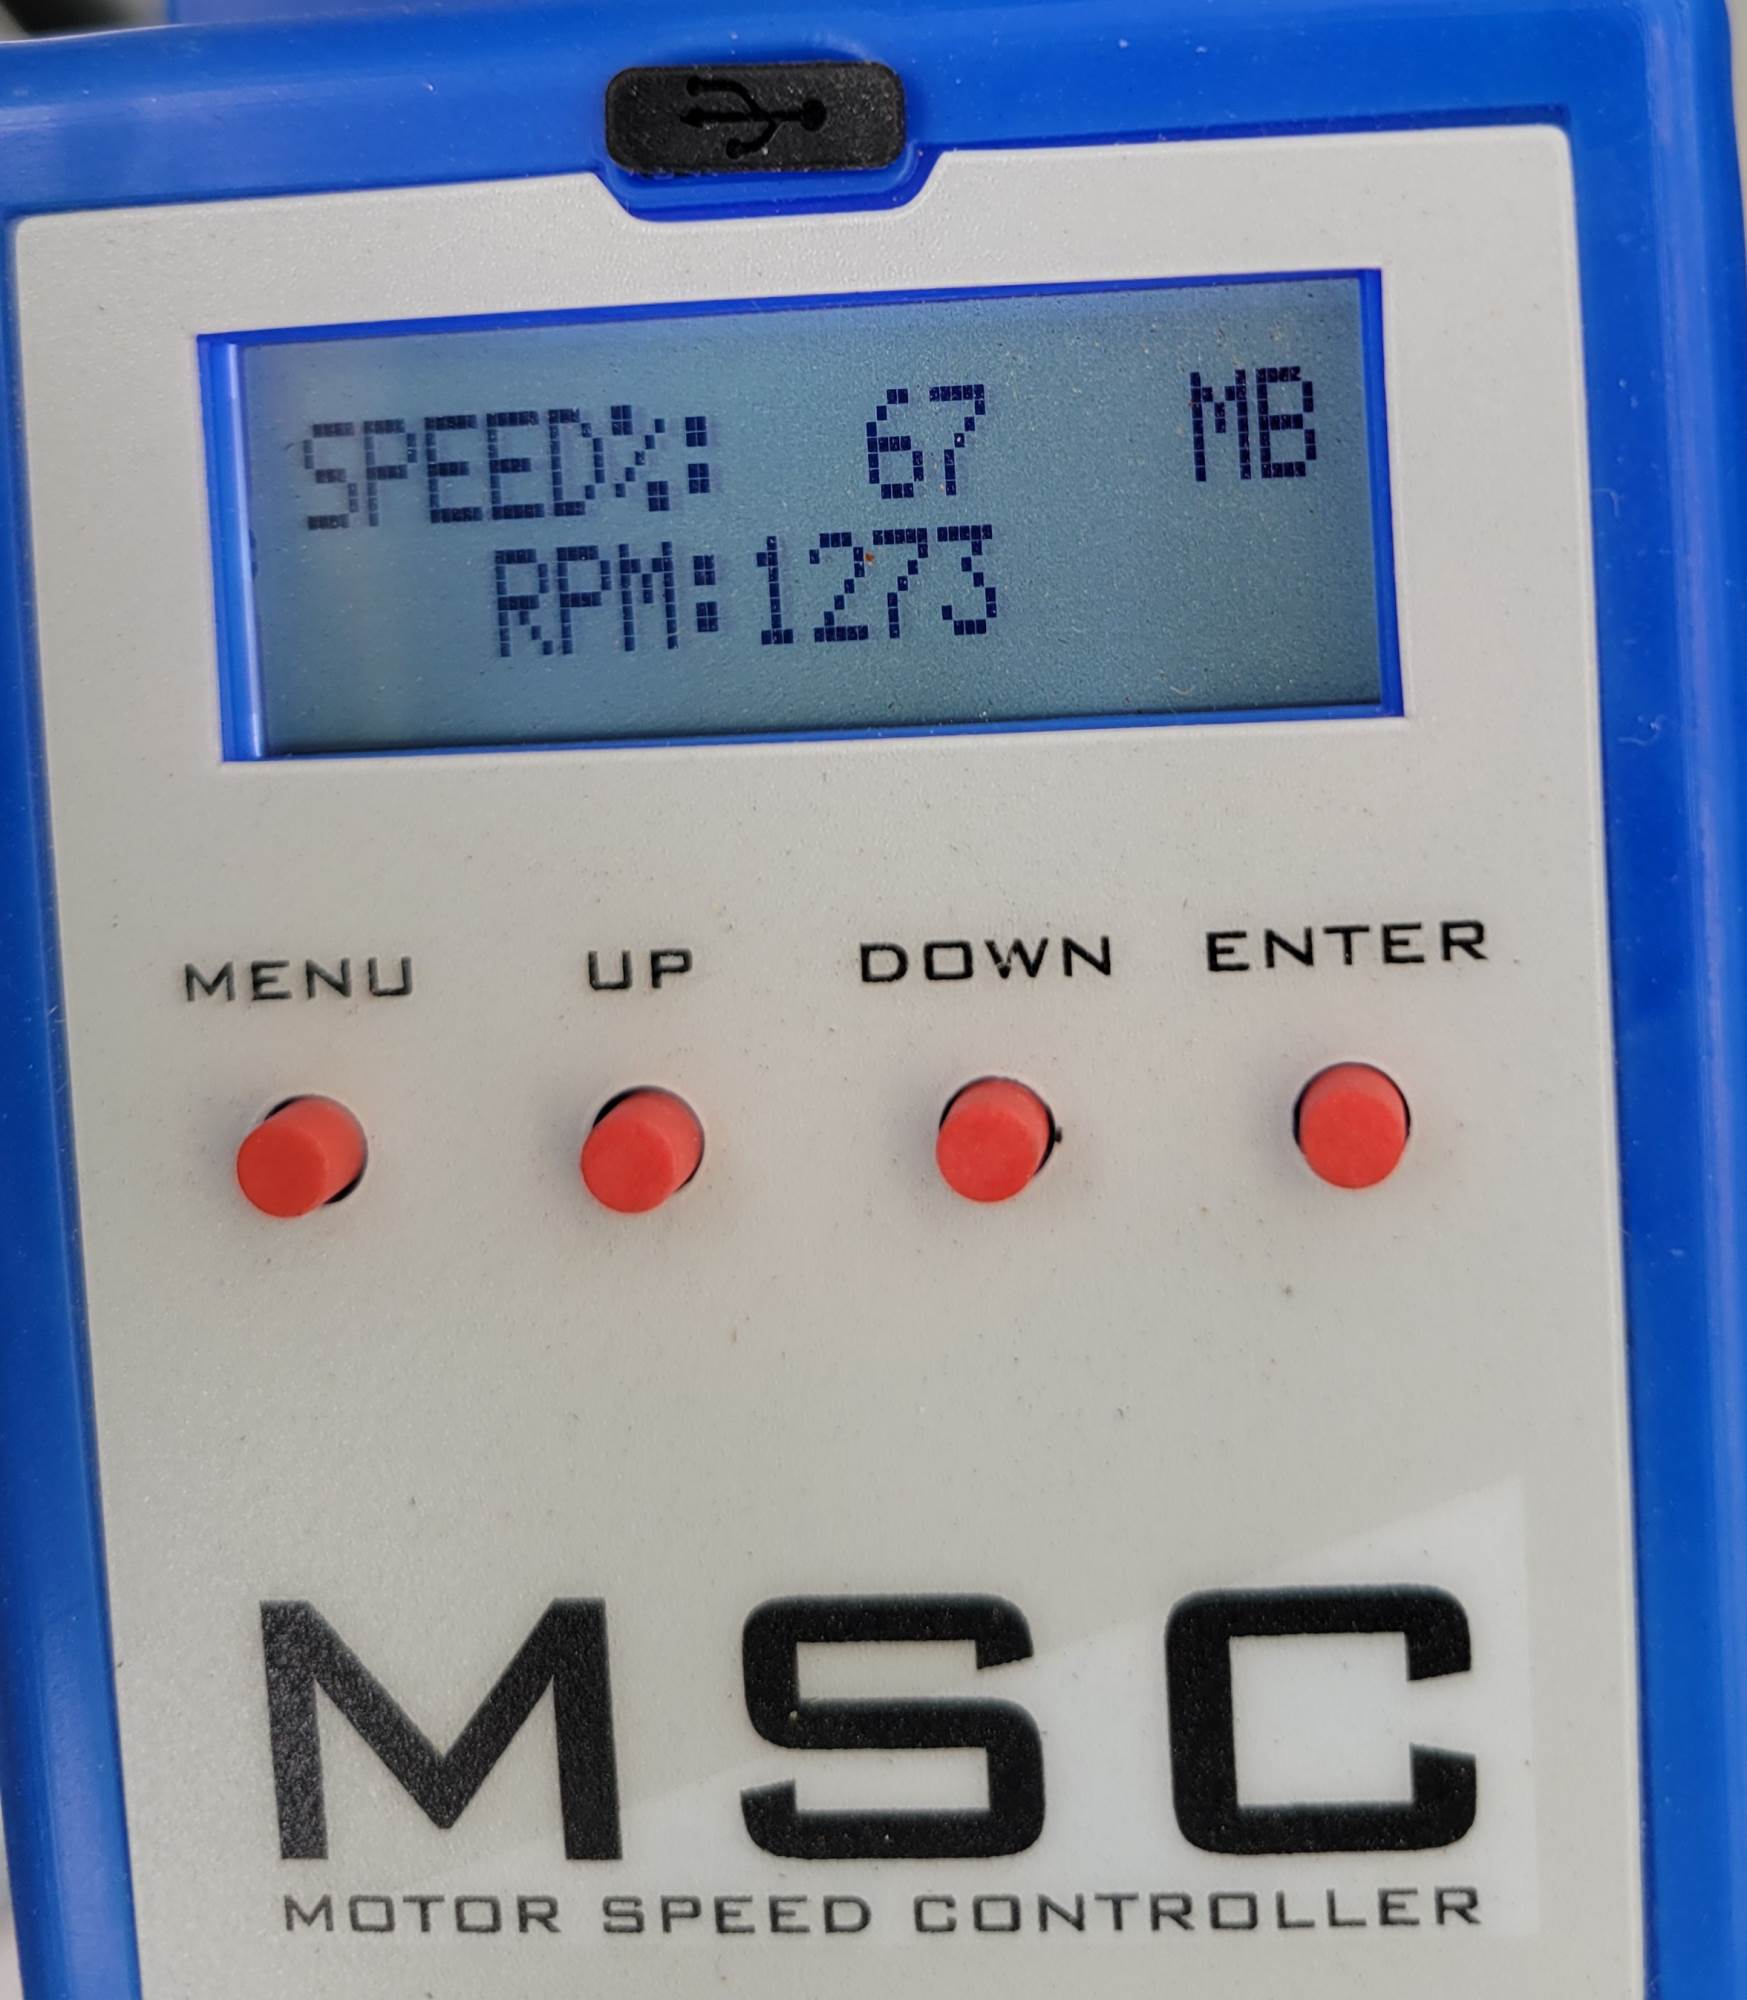 SPEED%: 67 MB
RPM:1273
MENU UP DOWN ENTER
MSC
MOTOR SPEED CONTROLLER